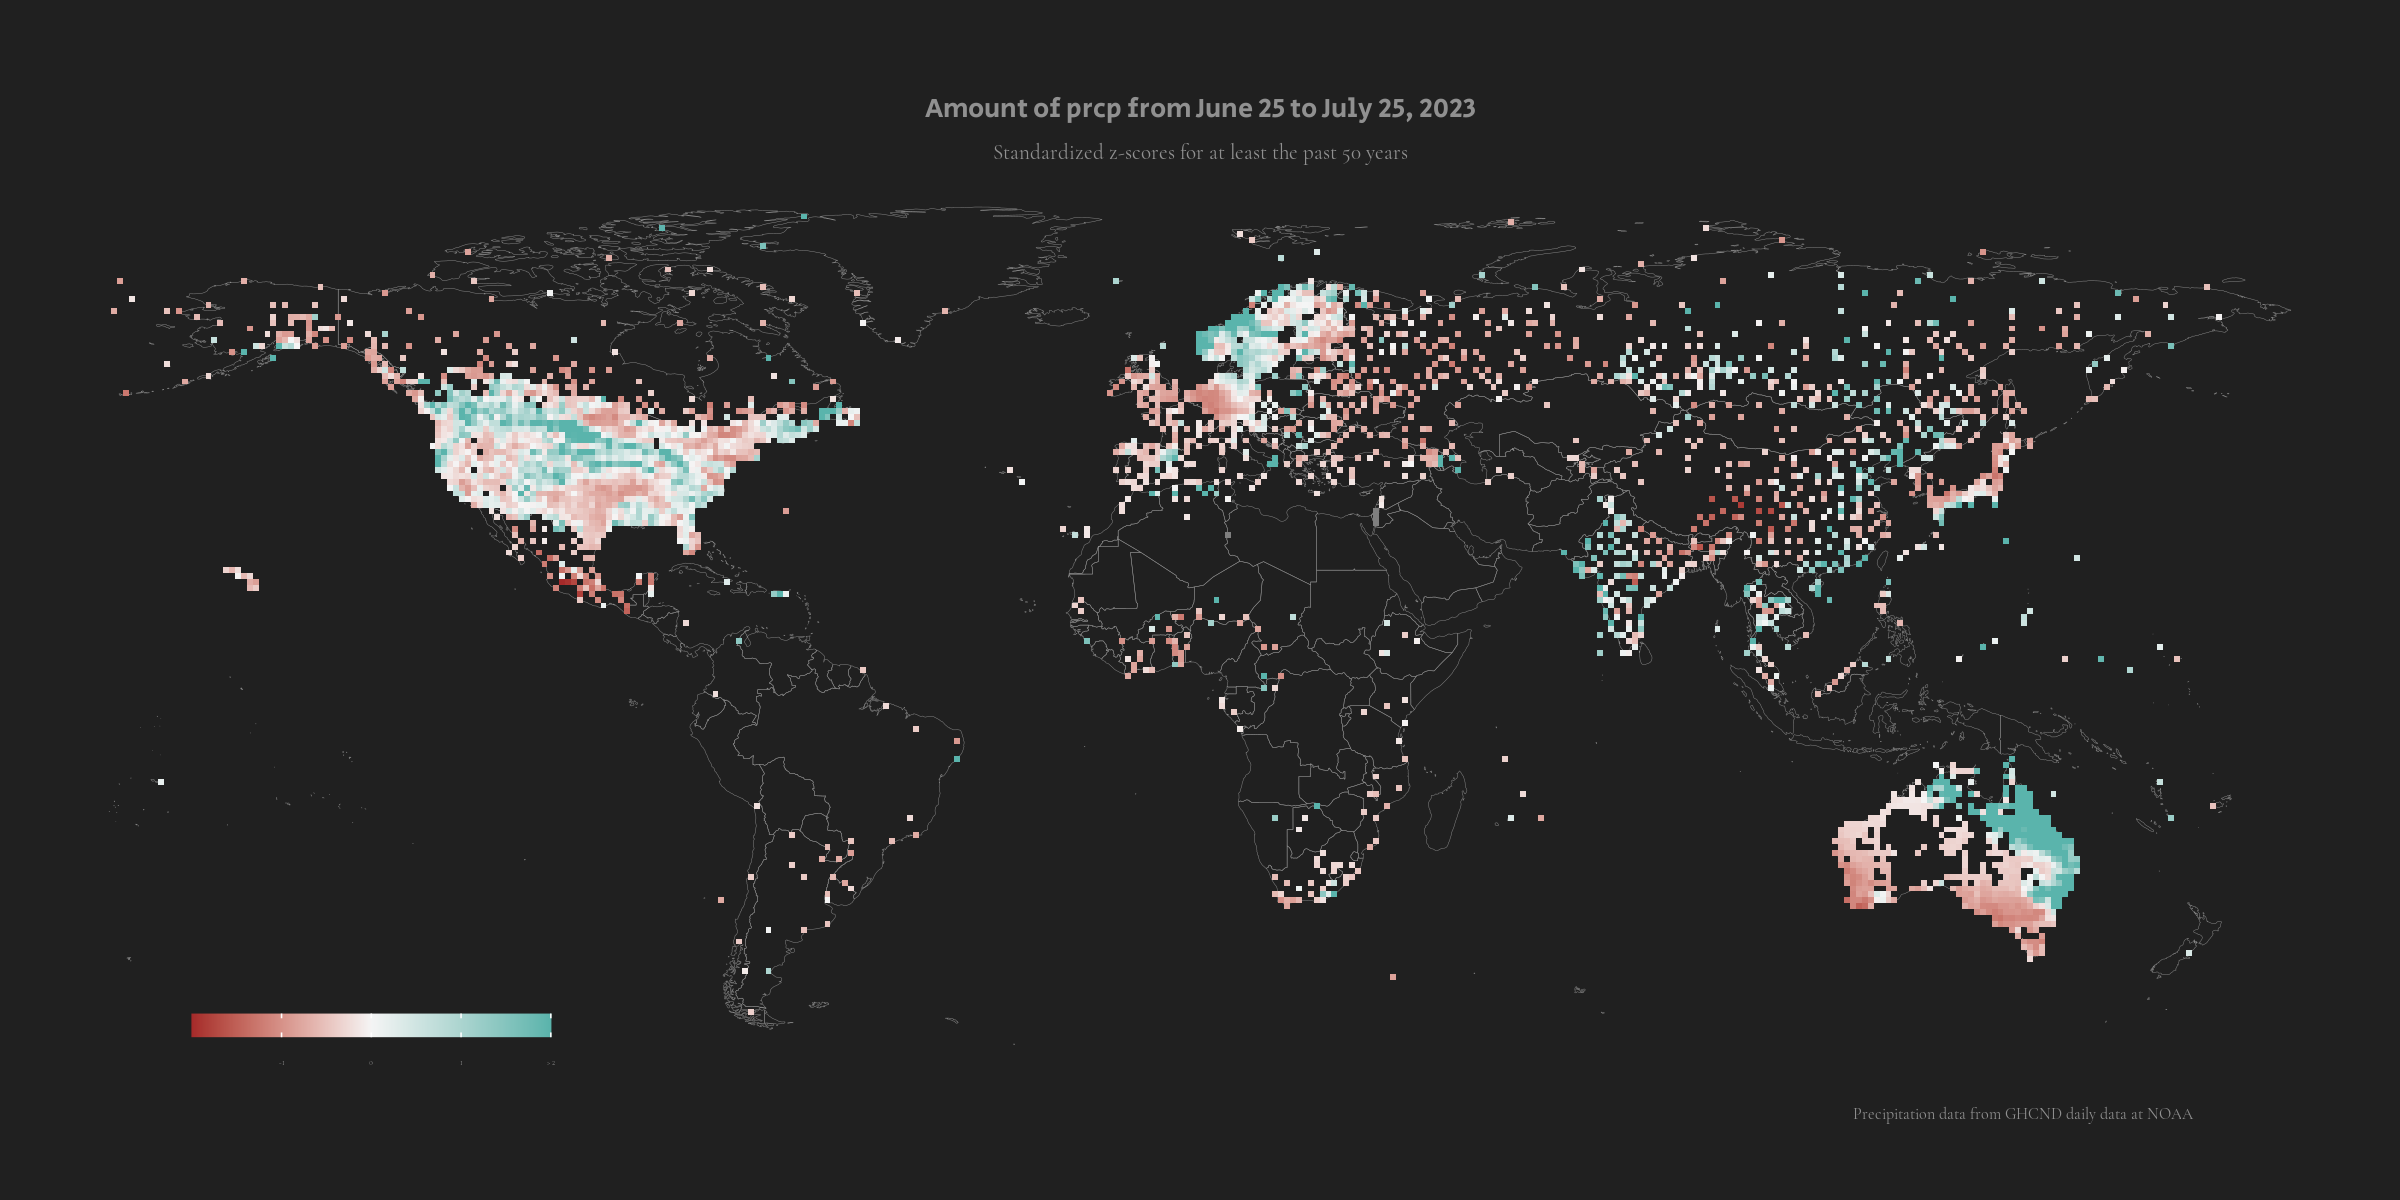 Amount of prcp from June 25 to July 25, 2023
Standardized z-scores for at least the past 50 years
-1 0 1 >2
Precipitation data from GHCND daily data at NOAA